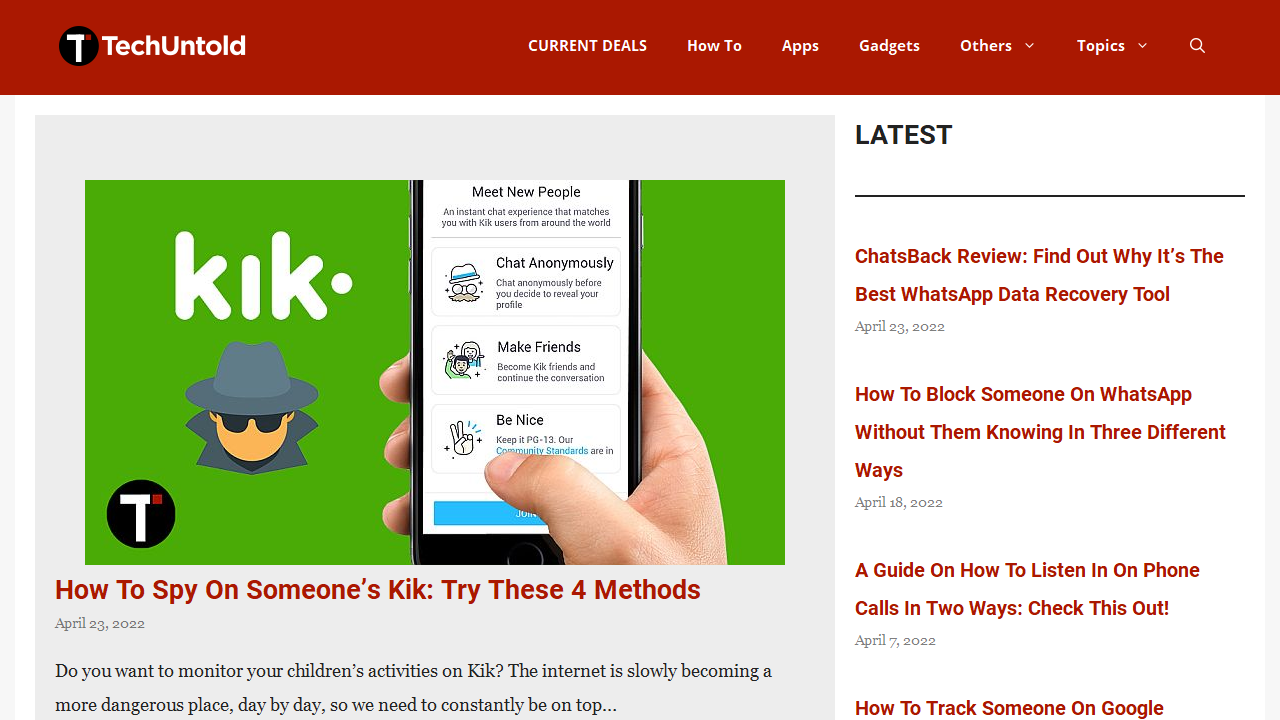 TechUntold
CURRENT DEALS
How To
Apps
Gadgets
Others
Topics
kik.
Meet New People
An instant chat experience that matches
you with Kik users from around the world
Chat Anonymously
Chat anonymously before
you decide to reveal your
profile
Make Friends
Become Kik friends and
continue the conversation
Be Nice
Keep it PG-13. Our
Community Standards are in
How To Spy On Someone’s Kik: Try These 4 Methods
April 23, 2022
Do you want to monitor your children’s activities on Kik? The internet is slowly becoming a
more dangerous place, day by day, so we need to constantly be on top...
LATEST
ChatsBack Review: Find Out Why It’s The
Best WhatsApp Data Recovery Tool
April 23, 2022
How To Block Someone On WhatsApp
Without Them Knowing In Three Different
Ways
April 18, 2022
A Guide On How To Listen In On Phone
Calls In Two Ways: Check This Out!
April 7, 2022
How To Track Someone On Google